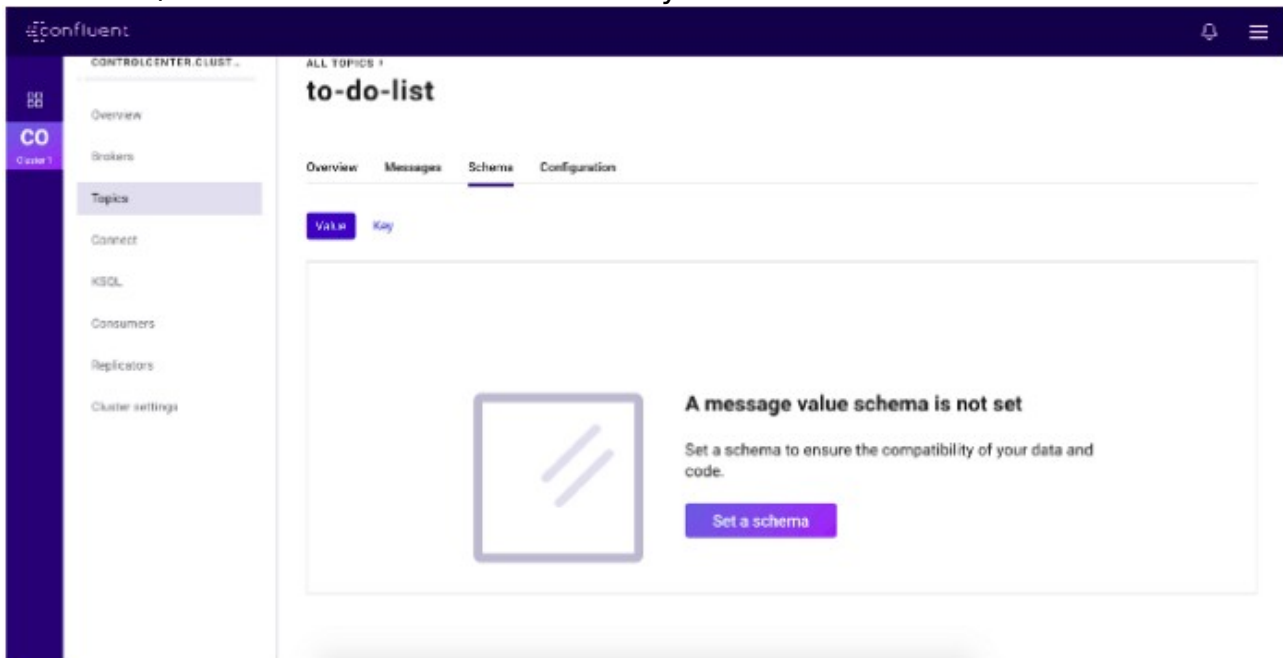 confluent
CONTROLCENTER.CLUST...
ALL TOPICS ›
to-do-list
CO
Cluster 1
Overview
Brokers
Topics
Connect
KSQL
Consumers
Replicators
Cluster settings
Overview Messages Schema Configuration
Value Key
A message value schema is not set
Set a schema to ensure the compatibility of your data and
code.
Set a schema